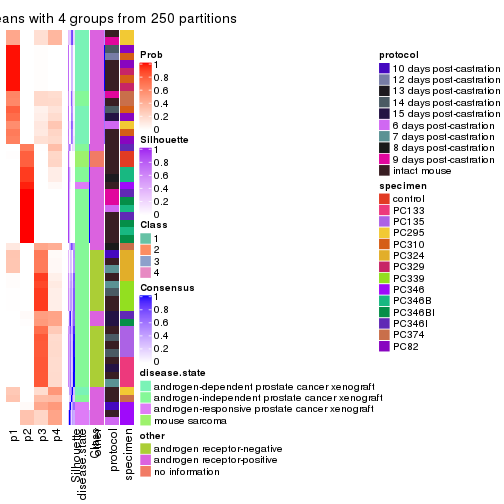 eans with 4 groups from 250 partitions
Prob
1
0.8
0.6
0.4
0.2
0
Silhouette
1
0.8
0.6
0.4
0.2
0
Class
1
2
3
4
Consensus
1
0.8
0.6
0.4
0.2
0
disease.state
androgen-dependent prostate cancer xenograft
androgen-independent prostate cancer xenograft
androgen-responsive prostate cancer xenograft
mouse sarcoma
other
androgen receptor-negative
androgen receptor-positive
no information
protocol
10 days post-castration
12 days post-castration
13 days post-castration
14 days post-castration
15 days post-castration
6 days post-castration
7 days post-castration
8 days post-castration
9 days post-castration
intact mouse
specimen
control
PC133
PC135
PC295
PC310
PC324
PC329
PC339
PC346
PC346B
PC346BI
PC346I
PC374
PC82
p1
p2
p3
p4
Silhouette
disease.state
Class
other
protocol
specimen